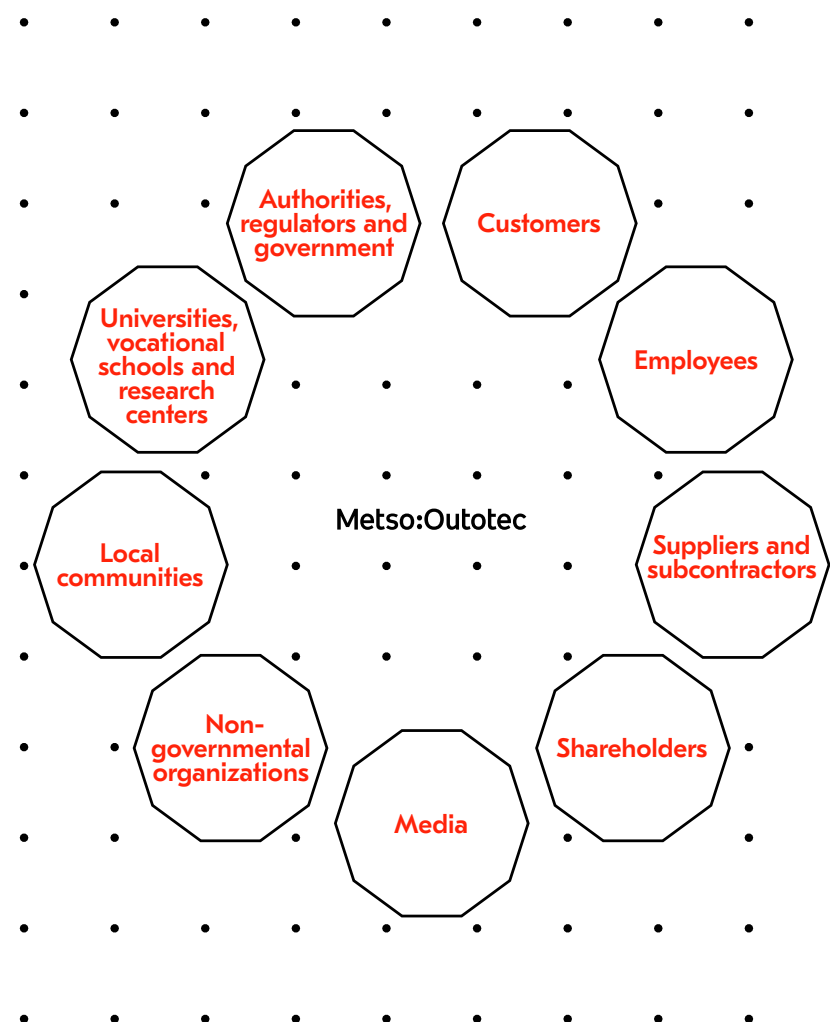 Authorities,
regulators and
government
Customers
Universities,
vocational
schools and
research
centers
Employees
Metso:Outotec
Local
communities
Suppliers and
subcontractors
Non-
governmental
organizations
Shareholders
Media